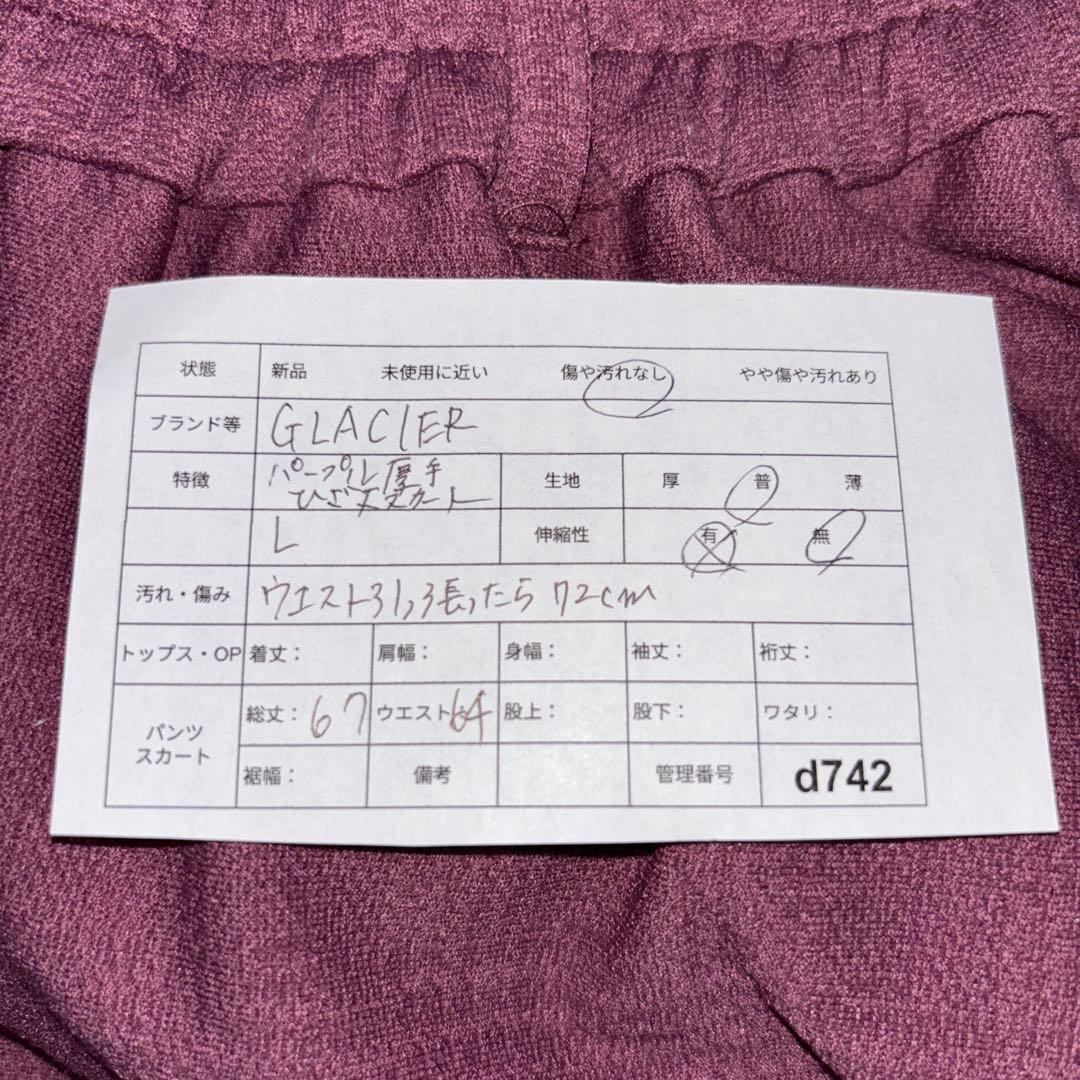 状態 新品 未使用に近い 傷や汚れなし やや傷や汚れあり
ブランド等 GLACIER
特徴 パープル厚手 生地 厚 普 薄
ひざ丈スカート
L 伸縮性 有 無
汚れ・傷み ウエスト引っ張ったら72cm
トップス・OP 着丈： 肩幅： 身幅： 袖丈： 裄丈：
パンツ スカート 総丈：67 ウエスト：64 股上： 股下： ワタリ：
裾幅： 備考 管理番号 d742